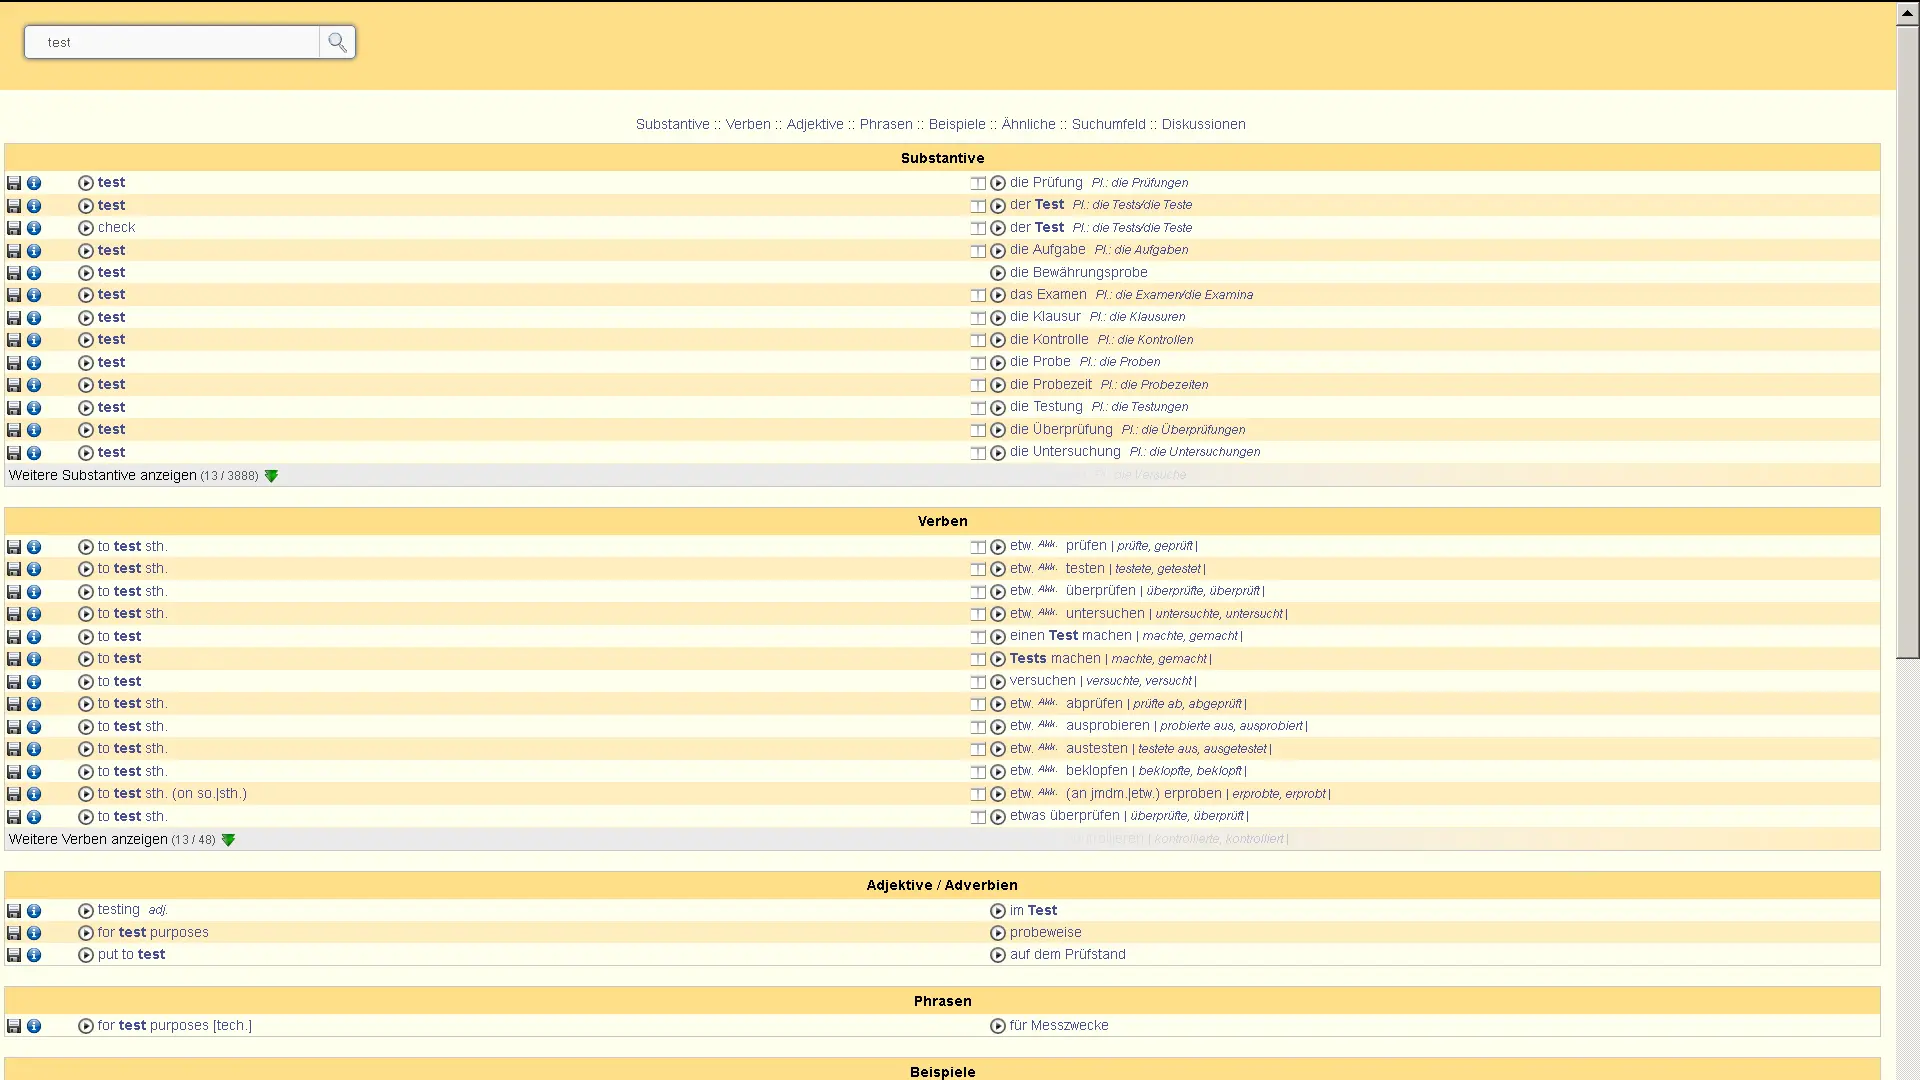 test
Substantive :: Verben :: Adjektive :: Phrasen :: Beispiele :: Ähnliche :: Suchumfeld :: Diskussionen
Substantive
test die Prüfung Pl.: die Prüfungen
test der Test Pl.: die Tests/die Teste
check der Test Pl.: die Tests/die Teste
test die Aufgabe Pl.: die Aufgaben
test die Bewährungsprobe
test das Examen Pl.: die Examen/die Examina
test die Klausur Pl.: die Klausuren
test die Kontrolle Pl.: die Kontrollen
test die Probe Pl.: die Proben
test die Probezeit Pl.: die Probezeiten
test die Testung Pl.: die Testungen
test die Überprüfung Pl.: die Überprüfungen
test die Untersuchung Pl.: die Untersuchungen
Weitere Substantive anzeigen (13 / 3888) Pl.: die Versuche
Verben
to test sth. etw. Akk. prüfen | prüfte, geprüft |
to test sth. etw. Akk. testen | testete, getestet |
to test sth. etw. Akk. überprüfen | überprüfte, überprüft |
to test sth. etw. Akk. untersuchen | untersuchte, untersucht |
to test einen Test machen | machte, gemacht |
to test Tests machen | machte, gemacht |
to test versuchen | versuchte, versucht |
to test sth. etw. Akk. abprüfen | prüfte ab, abgeprüft |
to test sth. etw. Akk. ausprobieren | probierte aus, ausprobiert |
to test sth. etw. Akk. austesten | testete aus, ausgetestet |
to test sth. etw. Akk. beklopfen | beklopfte, beklopft |
to test sth. (on so.|sth.) etw. Akk. (an jmdm.|etw.) erproben | erprobte, erprobt |
to test sth. etwas überprüfen | überprüfte, überprüft |
Weitere Verben anzeigen (13 / 48) | kontrollierte, kontrolliert |
Adjektive / Adverbien
testing adj. im Test
for test purposes probeweise
put to test auf dem Prüfstand
Phrasen
for test purposes [tech.] für Messzwecke
Beispiele